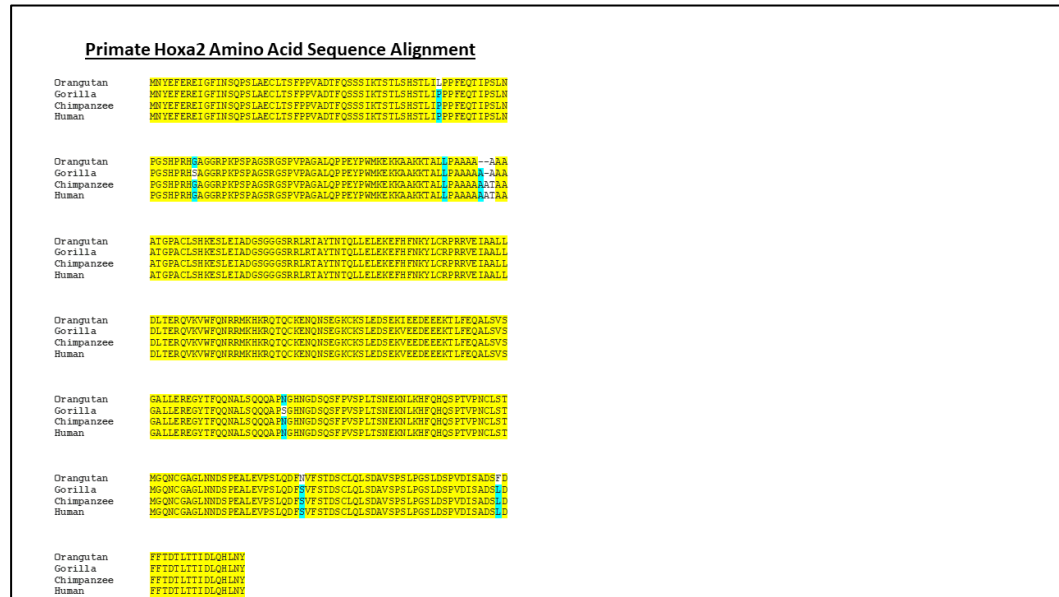 Primate Hoxa2 Amino Acid Sequence Alignment
Orangutan MNYEFEREIGFINSQPSLAECLTSFPPVADTFQSSSIKTSTLSHSTLILPPPFEQTIPSLN
Gorilla MNYEFEREIGFINSQPSLAECLTSFPPVADTFQSSSIKTSTLSHSTLIPPPFEQTIPSLN
Chimpanzee MNYEFEREIGFINSQPSLAECLTSFPPVADTFQSSSIKTSTLSHSTLIPPPFEQTIPSLN
Human MNYEFEREIGFINSQPSLAECLTSFPPVADTFQSSSIKTSTLSHSTLIPPPFEQTIPSLN
Orangutan PGSHPRHGAGGRPKPSPAGSRGSPVPAGALQPPEYPWMKEKKAAKKTALLPAAAA--AAA
Gorilla PGSHPRHSAGGRPKPSPAGSRGSPVPAGALQPPEYPWMKEKKAAKKTALLPAAAAA-AAA
Chimpanzee PGSHPRHGAGGRPKPSPAGSRGSPVPAGALQPPEYPWMKEKKAAKKTALLPAAAAAATAA
Human PGSHPRHGAGGRPKPSPAGSRGSPVPAGALQPPEYPWMKEKKAAKKTALLPAAAAAATAA
Orangutan ATGPACLSHKESLEIADGSGGGSRRLRTAYTNTQLLELEKEFHFNKYLCRPRRVEIAALL
Gorilla ATGPACLSHKESLEIADGSGGGSRRLRTAYTNTQLLELEKEFHFNKYLCRPRRVEIAALL
Chimpanzee ATGPACLSHKESLEIADGSGGGSRRLRTAYTNTQLLELEKEFHFNKYLCRPRRVEIAALL
Human ATGPACLSHKESLEIADGSGGGSRRLRTAYTNTQLLELEKEFHFNKYLCRPRRVEIAALL
Orangutan DLTERQVKVWFQNRRMKHKRQTQCKENQNSEGKCKSLEDSEKIEEDEEEKTLFEQALSVS
Gorilla DLTERQVKVWFQNRRMKHKRQTQCKENQNSEGKCKSLEDSEKVEEDEEEKTLFEQALSVS
Chimpanzee DLTERQVKVWFQNRRMKHKRQTQCKENQNSEGKCKSLEDSEKVEEDEEEKTLFEQALSVS
Human DLTERQVKVWFQNRRMKHKRQTQCKENQNSEGKCKSLEDSEKVEEDEEEKTLFEQALSVS
Orangutan GALLEREGYTFQQNALSQQQAPNGHNGDSQSFPVSPLTSNEKNLKHFQHQSPTVPNCLST
Gorilla GALLEREGYTFQQNALSQQQAPSGHNGDSQSFPVSPLTSNEKNLKHFQHQSPTVPNCLST
Chimpanzee GALLEREGYTFQQNALSQQQAPNGHNGDSQSFPVSPLTSNEKNLKHFQHQSPTVPNCLST
Human GALLEREGYTFQQNALSQQQAPNGHNGDSQSFPVSPLTSNEKNLKHFQHQSPTVPNCLST
Orangutan MGQNCGAGLNNDSPEALEVPSLQDFNVFSTDSCLQLSDAVSPSLPGSLDSPVDISADSFD
Gorilla MGQNCGAGLNNDSPEALEVPSLQDFSVFSTDSCLQLSDAVSPSLPGSLDSPVDISADSLD
Chimpanzee MGQNCGAGLNNDSPEALEVPSLQDFSVFSTDSCLQLSDAVSPSLPGSLDSPVDISADSLD
Human MGQNCGAGLNNDSPEALEVPSLQDFSVFSTDSCLQLSDAVSPSLPGSLDSPVDISADSLD
Orangutan FFTDTLTTIDLQHLNY
Gorilla FFTDTLTTIDLQHLNY
Chimpanzee FFTDTLTTIDLQHLNY
Human FFTDTLTTIDLQHLNY